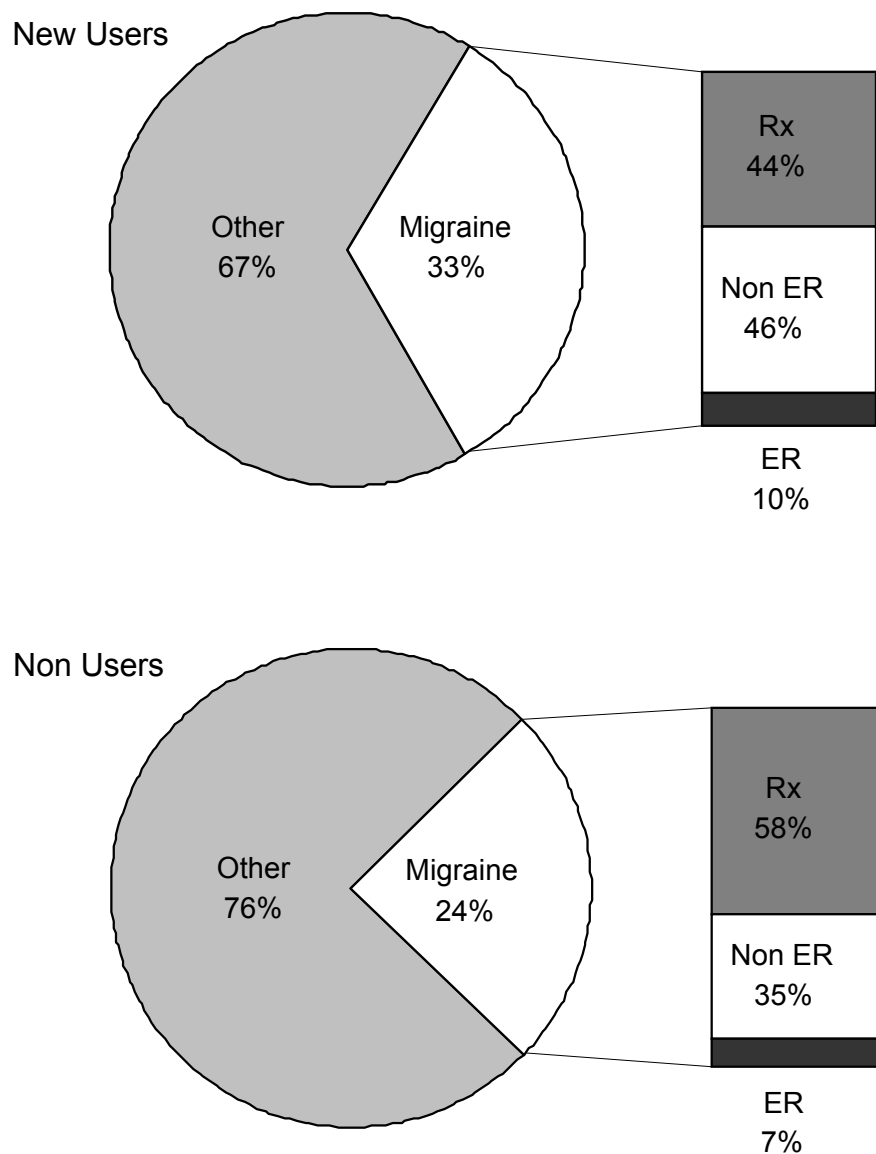 New Users
Other
67%
Migraine
33%
Rx
44%
Non ER
46%
ER
10%
Non Users
Other
76%
Migraine
24%
Rx
58%
Non ER
35%
ER
7%